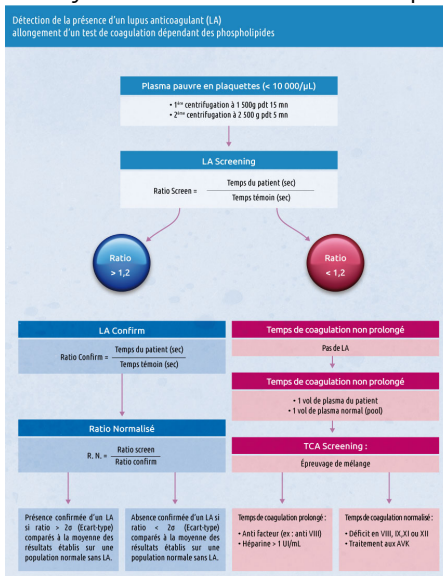 Détection de la présence d'un lupus anticoagulant (LA)
allongement d'un test de coagulation dépendant des phospholipides
Plasma pauvre en plaquettes (< 10 000/µL)
• 1ère centrifugation à 1 500g pdt 15 mn
• 2ème centrifugation à 2 500 g pdt 5 mn
LA Screening
Ratio Screen =
Temps du patient (sec)
Temps témoin (sec)
Ratio
> 1,2
Ratio
< 1,2
LA Confirm
Ratio Confirm =
Temps du patient (sec)
Temps témoin (sec)
Ratio Normalisé
R. N. =
Ratio screen
Ratio confirm
Présence confirmée d'un LA
si ratio > 2σ (Ecart-type)
comparés à la moyenne des
résultats établis sur une
population normale sans LA.
Absence confirmée d'un LA si
ratio < 2σ (Ecart-type)
comparés à la moyenne des
résultats établis sur une
population normale sans LA.
Temps de coagulation non prolongé
Pas de LA
Temps de coagulation non prolongé
• 1 vol de plasma du patient
• 1 vol de plasma normal (pool)
TCA Screening :
Épreuvage de mélange
Temps de coagulation prolongé :
• Anti facteur (ex : anti VIII)
• Héparine > 1 UI/mL
Temps de coagulation normalisé :
• Déficit en VIII, IX,XI ou XII
• Traitement aux AVK